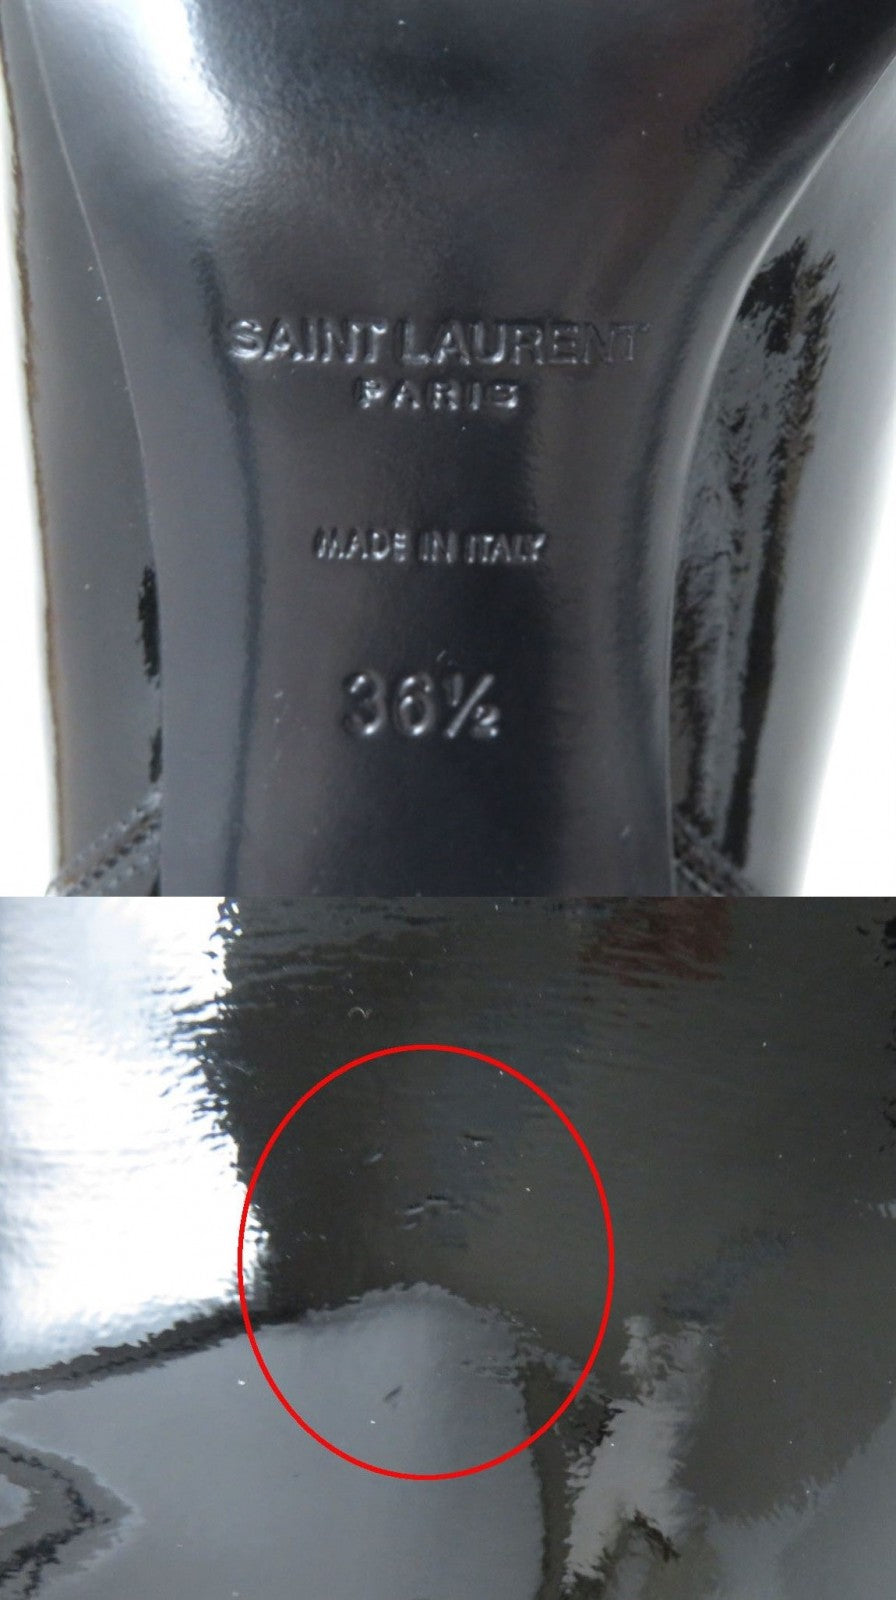 SAINT LAURENT
PARIS
MADE IN ITALY
36½